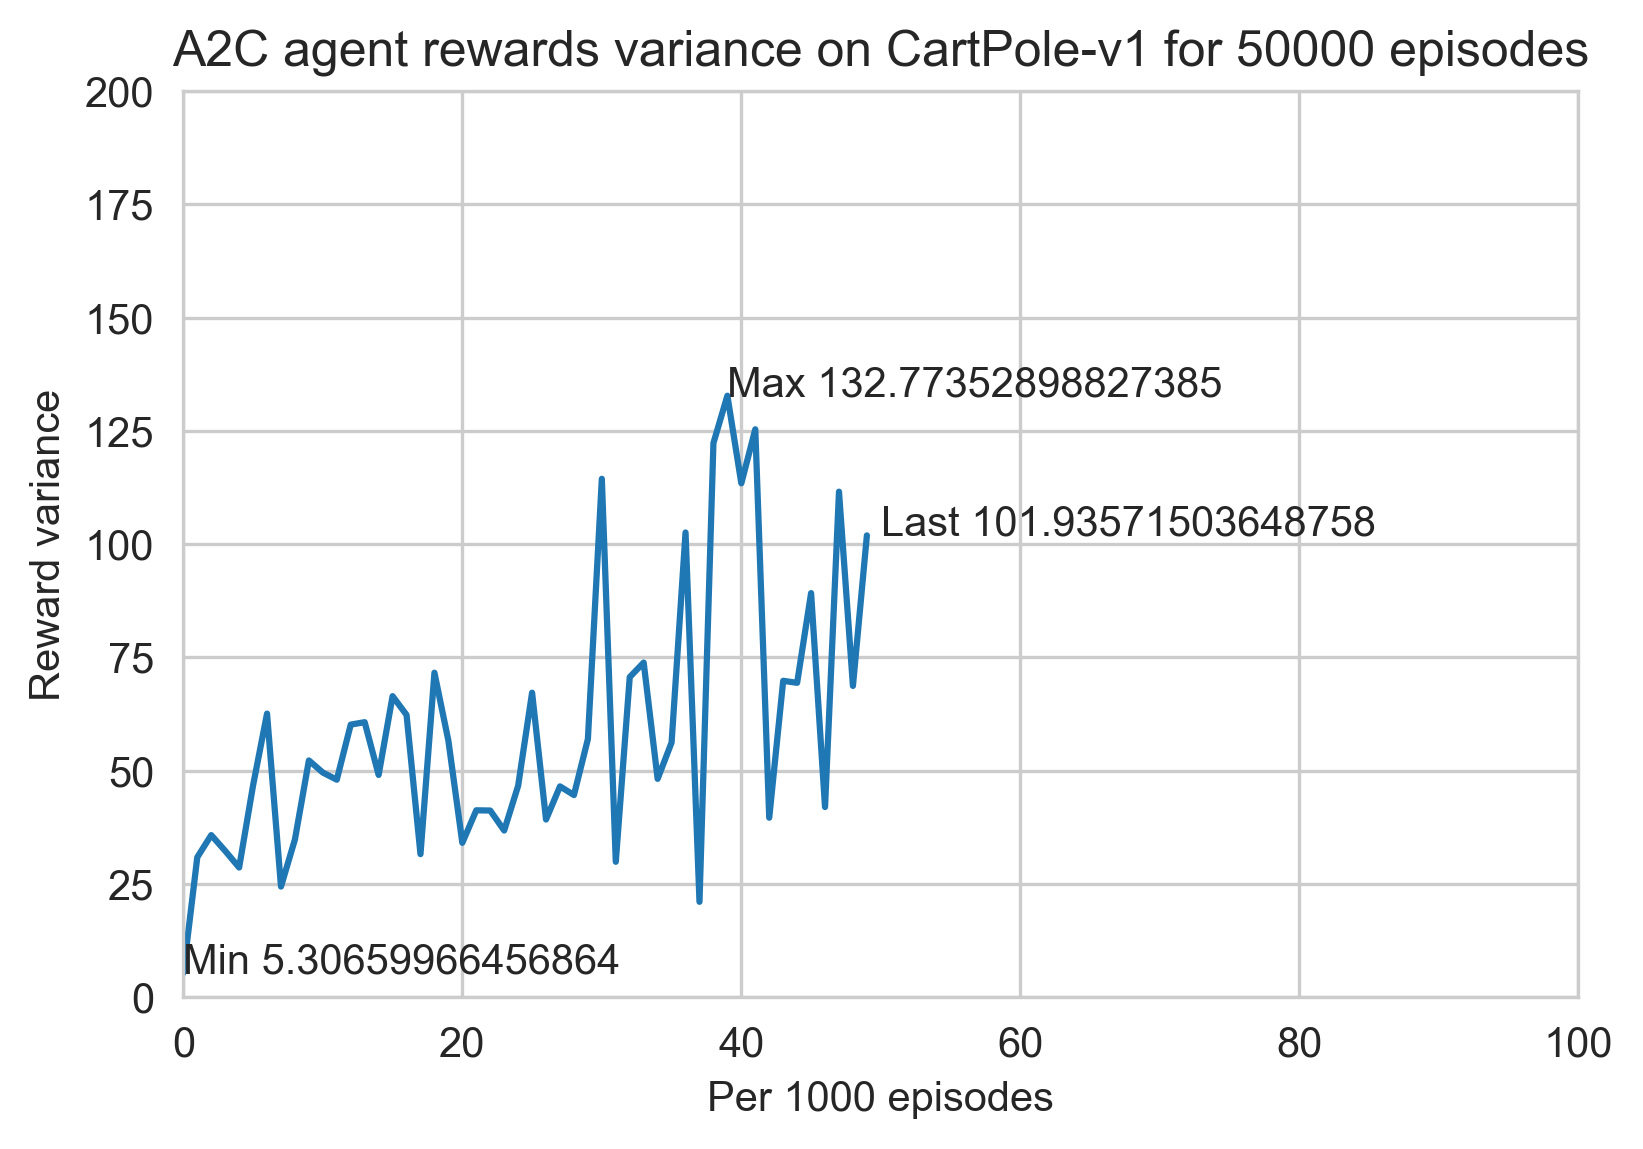 A2C agent rewards variance on CartPole-v1 for 50000 episodes
200
175
150
Max 132.77352898827385
125
Last 101.93571503648758
100
75
50
25
Min 5.30659966456864
0
0 20 40 60 80 100
Per 1000 episodes
Reward variance